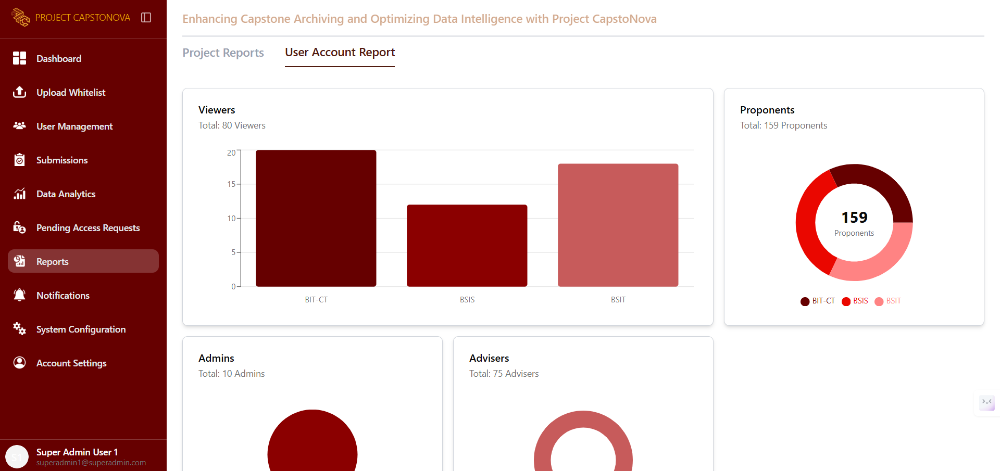 PROJECT CAPSTONOVA
Dashboard
Upload Whitelist
User Management
Submissions
Data Analytics
Pending Access Requests
Reports
Notifications
System Configuration
Account Settings
S1
Super Admin User 1
superadmin1@superadmin.com
Enhancing Capstone Archiving and Optimizing Data Intelligence with Project CapstoNova
Project Reports
User Account Report
Viewers
Total: 80 Viewers
20
15
10
5
0
BIT-CT
BSIS
BSIT
Proponents
Total: 159 Proponents
159
Proponents
BIT-CT
BSIS
BSIT
Admins
Total: 10 Admins
Advisers
Total: 75 Advisers